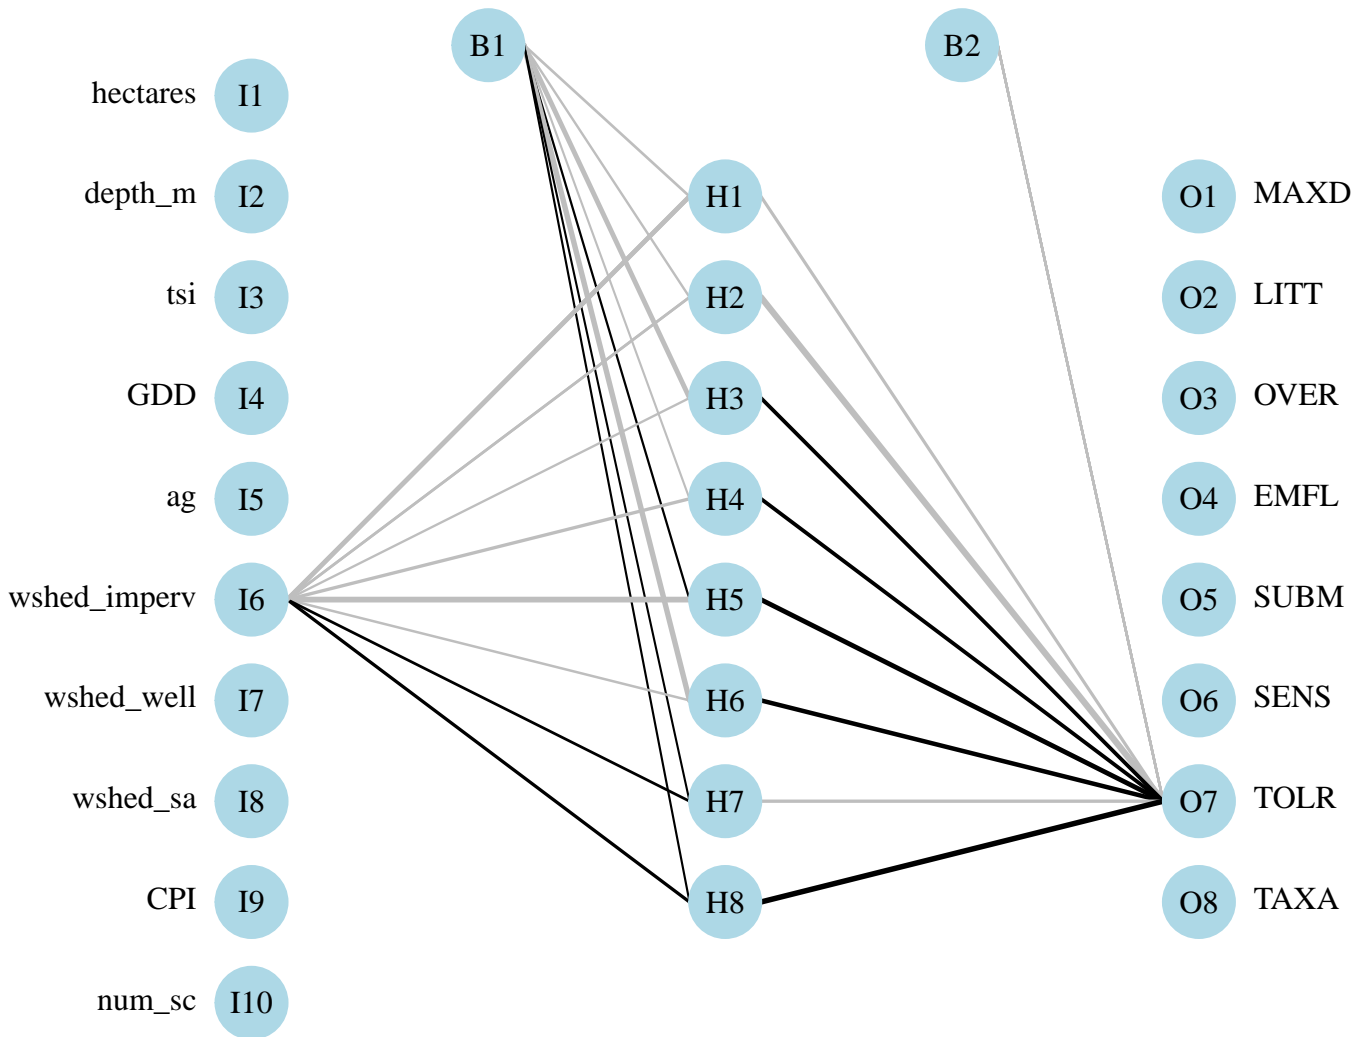 B1 B2
hectares I1
depth_m I2 H1 O1 MAXD
tsi I3 H2 O2 LITT
GDD I4 H3 O3 OVER
ag I5 H4 O4 EMFL
wshed_imperv I6 H5 O5 SUBM
wshed_well I7 H6 O6 SENS
wshed_sa I8 H7 O7 TOLR
CPI I9 H8 O8 TAXA
num_sc I10